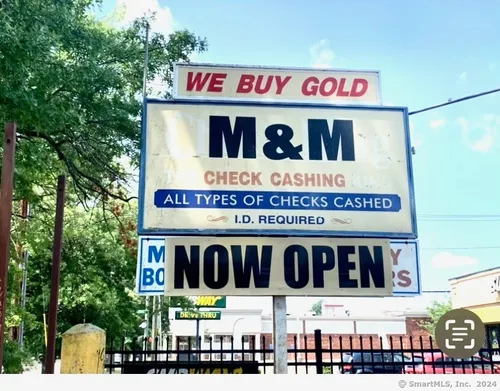 WE BUY GOLD
M&M
CHECK CASHING
ALL TYPES OF CHECKS CASHED
I.D. REQUIRED
NOW OPEN
DRIVE THRU
© SmartMLS, Inc. 2024